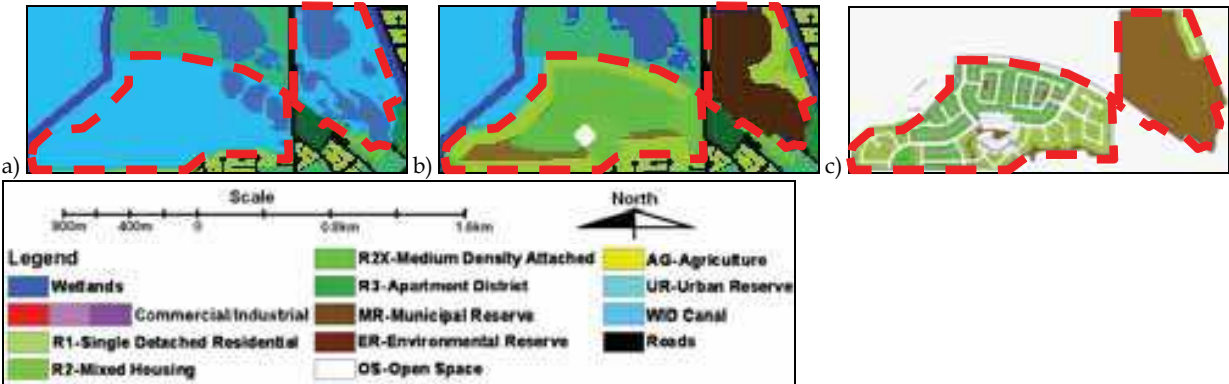 a) b) c)
Scale North
800m 400m 0 0.8km 1.6km
Legend
R2X-Medium Density Attached AG-Agriculture
Wetlands R3-Apartment District UR-Urban Reserve
Commercial/Industrial MR-Municipal Reserve WID Canal
R1-Single Detached Residential ER-Environmental Reserve Roads
R2-Mixed Housing OS-Open Space